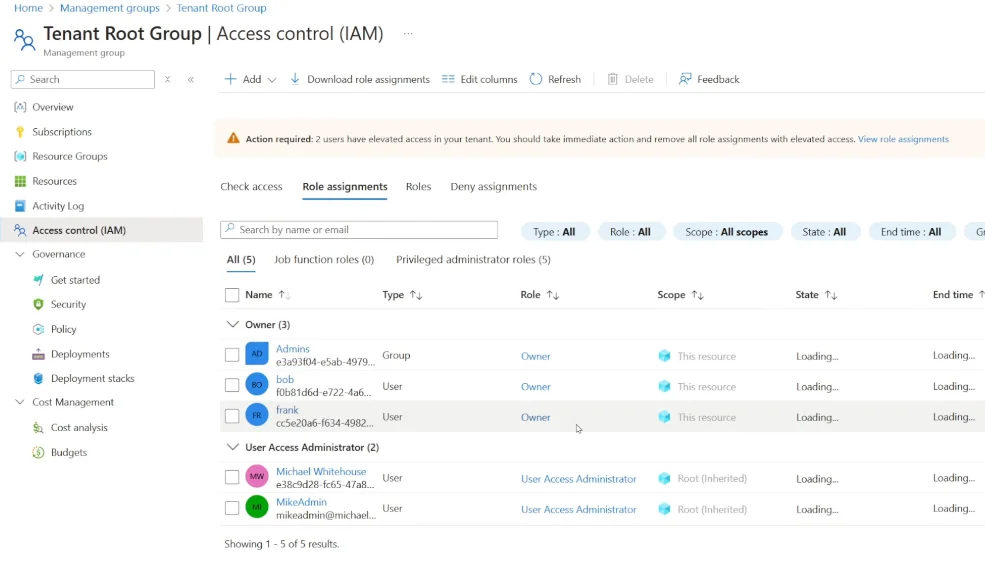 Home > Management groups > Tenant Root Group
Tenant Root Group | Access control (IAM) ...
Management group
Search
Add
Download role assignments
Edit columns
Refresh
Delete
Feedback
Overview
Subscriptions
Resource Groups
Resources
Activity Log
Access control (IAM)
Governance
Get started
Security
Policy
Deployments
Deployment stacks
Cost Management
Cost analysis
Budgets
Action required: 2 users have elevated access in your tenant. You should take immediate action and remove all role assignments with elevated access. View role assignments
Check access Role assignments Roles Deny assignments
Search by name or email Type : All Role : All Scope : All scopes State : All End time : All Gr
All (5) Job function roles (0) Privileged administrator roles (5)
Name Type Role Scope State End time
Owner (3)
AD Admins
e3a93f04-e5ab-4979... Group Owner This resource Loading... Loading...
BO bob
f0b81d6d-e722-4a6... User Owner This resource Loading... Loading...
FR frank
cc5e20a6-f634-4982... User Owner This resource Loading... Loading...
User Access Administrator (2)
MW Michael Whitehouse
e38c9d28-fc65-47a8... User User Access Administrator Root (Inherited) Loading... Loading...
MI MikeAdmin
mikeadmin@michael... User User Access Administrator Root (Inherited) Loading... Loading...
Showing 1 - 5 of 5 results.